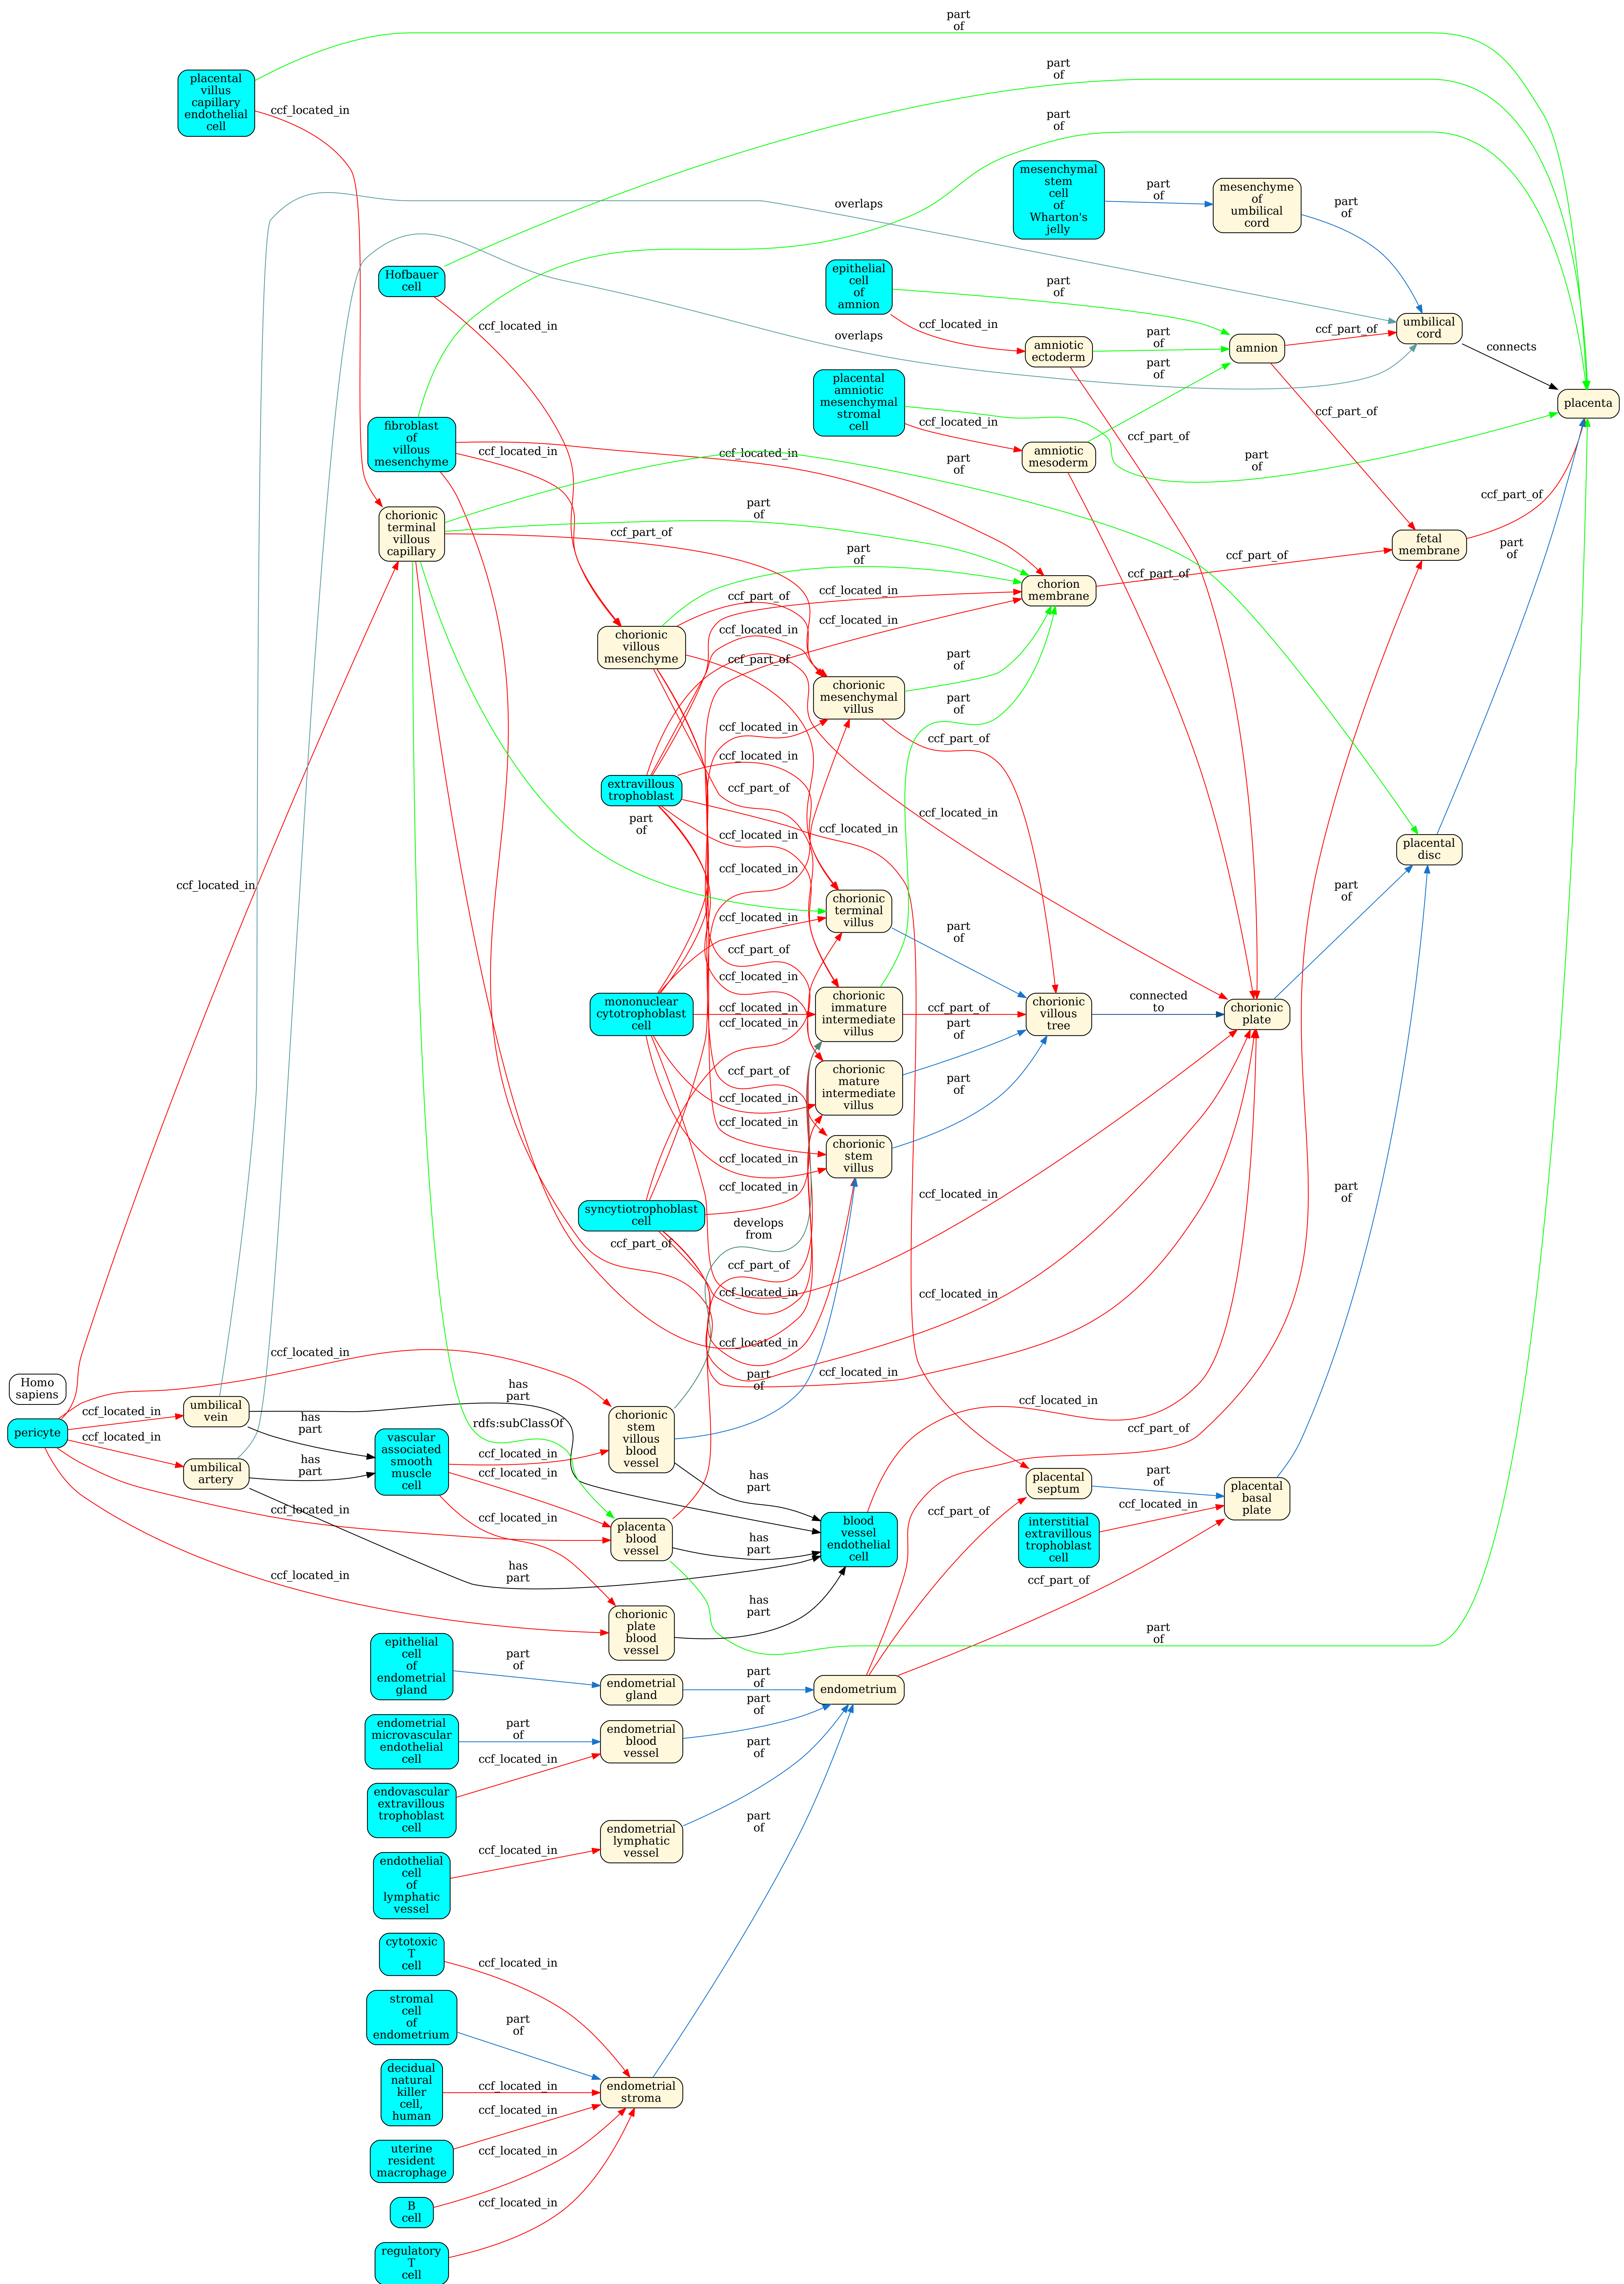 part
of
placental
villus
capillary
endothelial
cell
ccf_located_in
part
of
part
of
mesenchymal
stem
cell
of
Wharton's
jelly
part
of
mesenchyme
of
umbilical
cord
part
of
overlaps
Hofbauer
cell
ccf_located_in
epithelial
cell
of
amnion
part
of
ccf_located_in
amniotic
ectoderm
part
of
amnion
ccf_part_of
umbilical
cord
connects
placenta
overlaps
part
of
placental
amniotic
mesenchymal
stromal
cell
ccf_located_in
amniotic
mesoderm
ccf_part_of
ccf_part_of
part
of
fibroblast
of
villous
mesenchyme
ccf_located_in
ccf_located_in
part
of
chorionic
terminal
villous
capillary
part
of
ccf_part_of
part
of
ccf_part_of
fetal
membrane
ccf_part_of
part
of
chorion
membrane
ccf_part_of
ccf_part_of
ccf_located_in
ccf_located_in
chorionic
villous
mesenchyme
ccf_located_in
ccf_part_of
chorionic
mesenchymal
villus
part
of
part
of
ccf_part_of
ccf_located_in
ccf_located_in
extravillous
trophoblast
ccf_part_of
part
of
ccf_located_in
ccf_located_in
ccf_located_in
ccf_located_in
placental
disc
part
of
ccf_located_in
chorionic
terminal
villus
part
of
ccf_located_in
ccf_part_of
ccf_located_in
mononuclear
cytotrophoblast
cell
ccf_located_in
ccf_located_in
chorionic
immature
intermediate
villus
ccf_part_of
part
of
chorionic
villous
tree
connected
to
chorionic
plate
ccf_part_of
ccf_located_in
chorionic
mature
intermediate
villus
part
of
ccf_located_in
ccf_located_in
chorionic
stem
villus
ccf_located_in
ccf_located_in
part
of
syncytiotrophoblast
cell
ccf_part_of
develops
from
ccf_part_of
ccf_located_in
ccf_located_in
ccf_located_in
part
of
ccf_located_in
Homo
sapiens
pericyte
ccf_located_in
ccf_located_in
ccf_located_in
umbilical
vein
umbilical
artery
has
part
has
part
has
part
rdfs:subClassOf
vascular
associated
smooth
muscle
cell
ccf_located_in
ccf_located_in
ccf_located_in
ccf_located_in
has
part
ccf_located_in
chorionic
stem
villous
blood
vessel
has
part
placenta
blood
vessel
has
part
chorionic
plate
blood
vessel
has
part
blood
vessel
endothelial
cell
ccf_located_in
ccf_part_of
ccf_part_of
placental
septum
part
of
ccf_located_in
interstitial
extravillous
trophoblast
cell
placental
basal
plate
ccf_part_of
part
of
epithelial
cell
of
endometrial
gland
part
of
endometrial
gland
part
of
endometrium
part
of
endometrial
microvascular
endothelial
cell
part
of
endometrial
blood
vessel
part
of
ccf_located_in
endovascular
extravillous
trophoblast
cell
endometrial
lymphatic
vessel
part
of
ccf_located_in
endothelial
cell
of
lymphatic
vessel
cytotoxic
T
cell
ccf_located_in
stromal
cell
of
endometrium
part
of
decidual
natural
killer
cell,
human
ccf_located_in
endometrial
stroma
ccf_located_in
uterine
resident
macrophage
ccf_located_in
B
cell
ccf_located_in
regulatory
T
cell